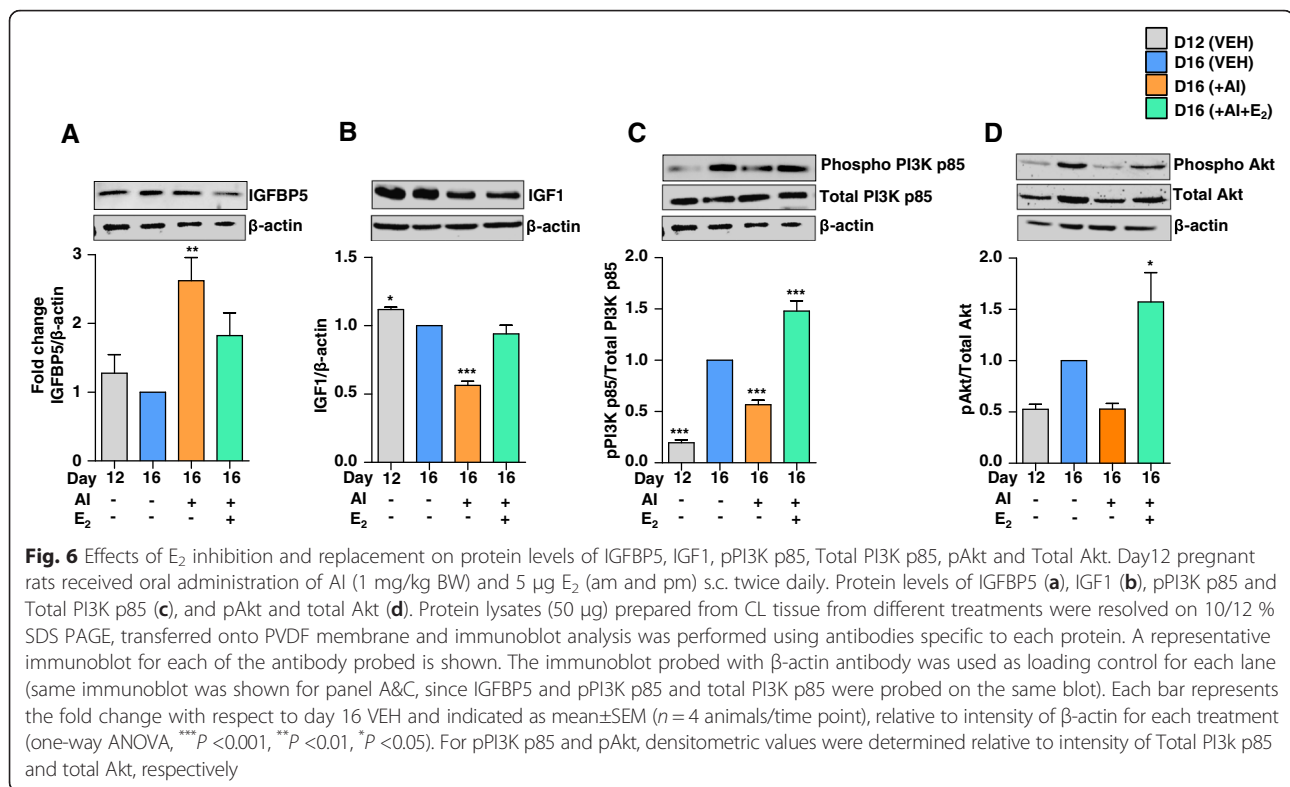 D12 (VEH)
D16 (VEH)
D16 (+AI)
D16 (+AI+E₂)
A
IGFBP5
β-actin
Fold change
IGFBP5/β-actin
3
2
1
0
**
Day 12 16 16 16
AI - - + +
E₂ - - - +
B
IGF1
β-actin
IGF1/β-actin
1.5
1.0
0.5
0.0
*
***
12 16 16 16
- - + +
- - - +
C
Phospho PI3K p85
Total PI3K p85
β-actin
pPI3K p85/Total PI3K p85
2.0
1.5
1.0
0.5
0.0
***
***
***
Day 12 16 16 16
AI - - + +
E₂ - - - +
D
Phospho Akt
Total Akt
β-actin
pAkt/Total Akt
2.0
1.5
1.0
0.5
0.0
*
Day 12 16 16 16
AI - - + +
E₂ - - - +
Fig. 6 Effects of E₂ inhibition and replacement on protein levels of IGFBP5, IGF1, pPI3K p85, Total PI3K p85, pAkt and Total Akt. Day12 pregnant
rats received oral administration of AI (1 mg/kg BW) and 5 μg E₂ (am and pm) s.c. twice daily. Protein levels of IGFBP5 (a), IGF1 (b), pPI3K p85 and
Total PI3K p85 (c), and pAkt and total Akt (d). Protein lysates (50 μg) prepared from CL tissue from different treatments were resolved on 10/12 %
SDS PAGE, transferred onto PVDF membrane and immunoblot analysis was performed using antibodies specific to each protein. A representative
immunoblot for each of the antibody probed is shown. The immunoblot probed with β-actin antibody was used as loading control for each lane
(same immunoblot was shown for panel A&C, since IGFBP5 and pPI3K p85 and total PI3K p85 were probed on the same blot). Each bar represents
the fold change with respect to day 16 VEH and indicated as mean±SEM (n = 4 animals/time point), relative to intensity of β-actin for each treatment
(one-way ANOVA, ***P <0.001, **P <0.01, *P <0.05). For pPI3K p85 and pAkt, densitometric values were determined relative to intensity of Total PI3k p85
and total Akt, respectively